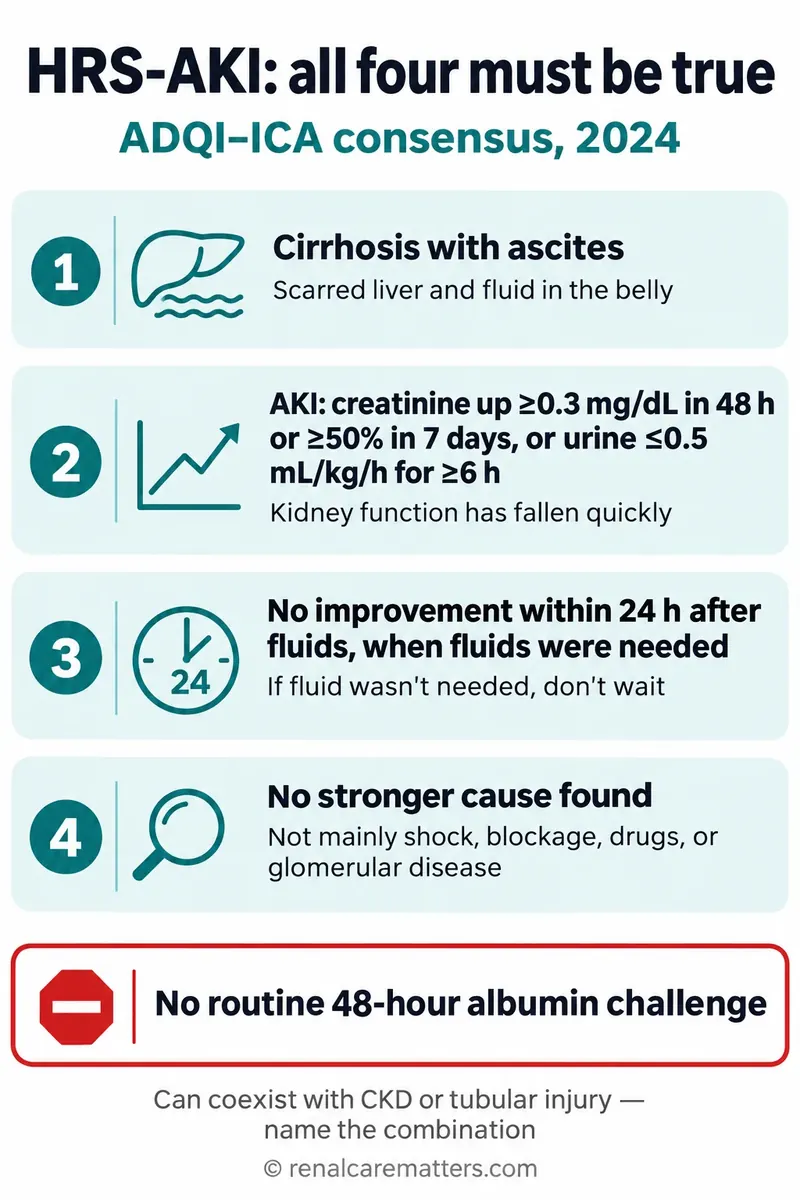 HRS-AKI: all four must be true
ADQI–ICA consensus, 2024
1
Cirrhosis with ascites
Scarred liver and fluid in the belly
2
AKI: creatinine up ≥0.3 mg/dL in 48 h
or ≥50% in 7 days, or urine ≤0.5
mL/kg/h for ≥6 h
Kidney function has fallen quickly
3
24
No improvement within 24 h after
fluids, when fluids were needed
If fluid wasn't needed, don't wait
4
No stronger cause found
Not mainly shock, blockage, drugs, or
glomerular disease
No routine 48-hour albumin challenge
Can coexist with CKD or tubular injury —
name the combination
© renalcarematters.com